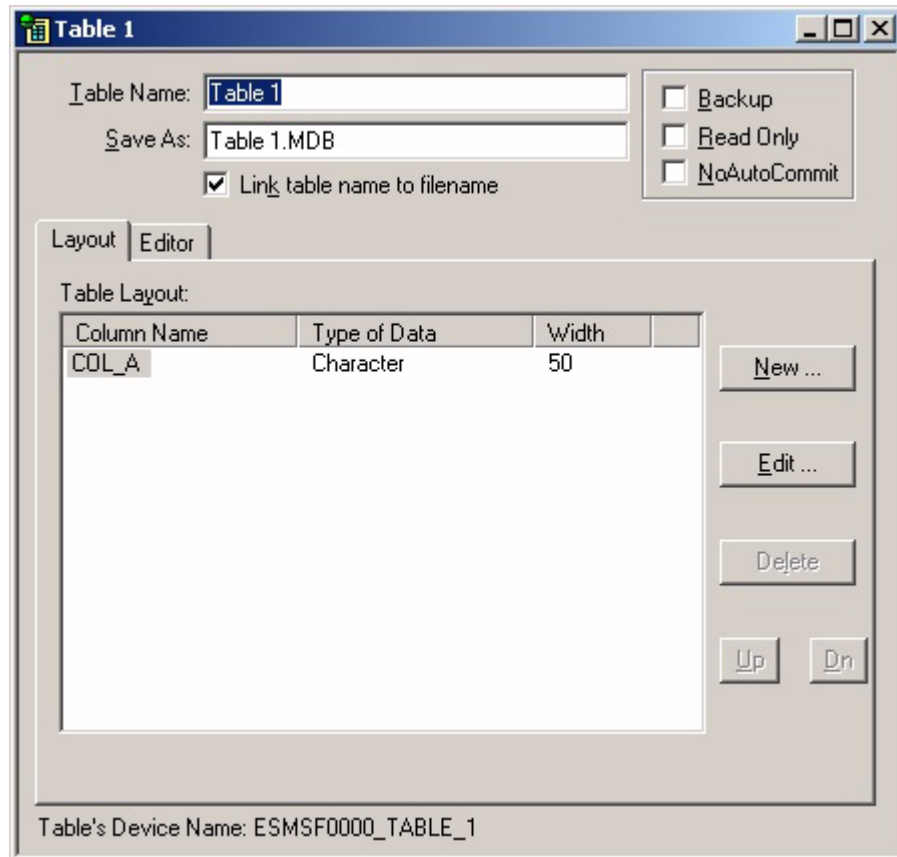 Table 1
Table Name: Table 1
Save As: Table 1.MDB
Link table name to filename
Backup
Read Only
NoAutoCommit
Layout Editor
Table Layout:
Column Name Type of Data Width
COL_A Character 50
New ...
Edit ...
Delete
Up Dn
Table's Device Name: ESMSF0000_TABLE_1